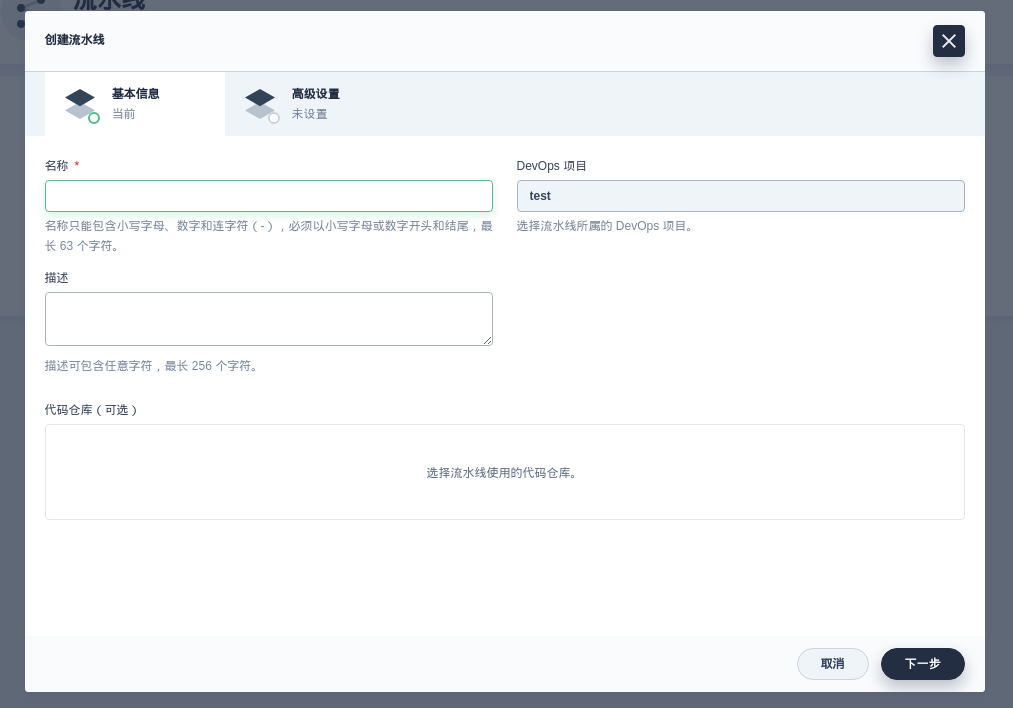 流水线
创建流水线
基本信息
当前
高级设置
未设置
名称 *
DevOps 项目
test
名称只能包含小写字母、数字和连字符（-），必须以小写字母或数字开头和结尾，最
长 63 个字符。
选择流水线所属的 DevOps 项目。
描述
描述可包含任意字符，最长 256 个字符。
代码仓库（可选）
选择流水线使用的代码仓库。
取消
下一步